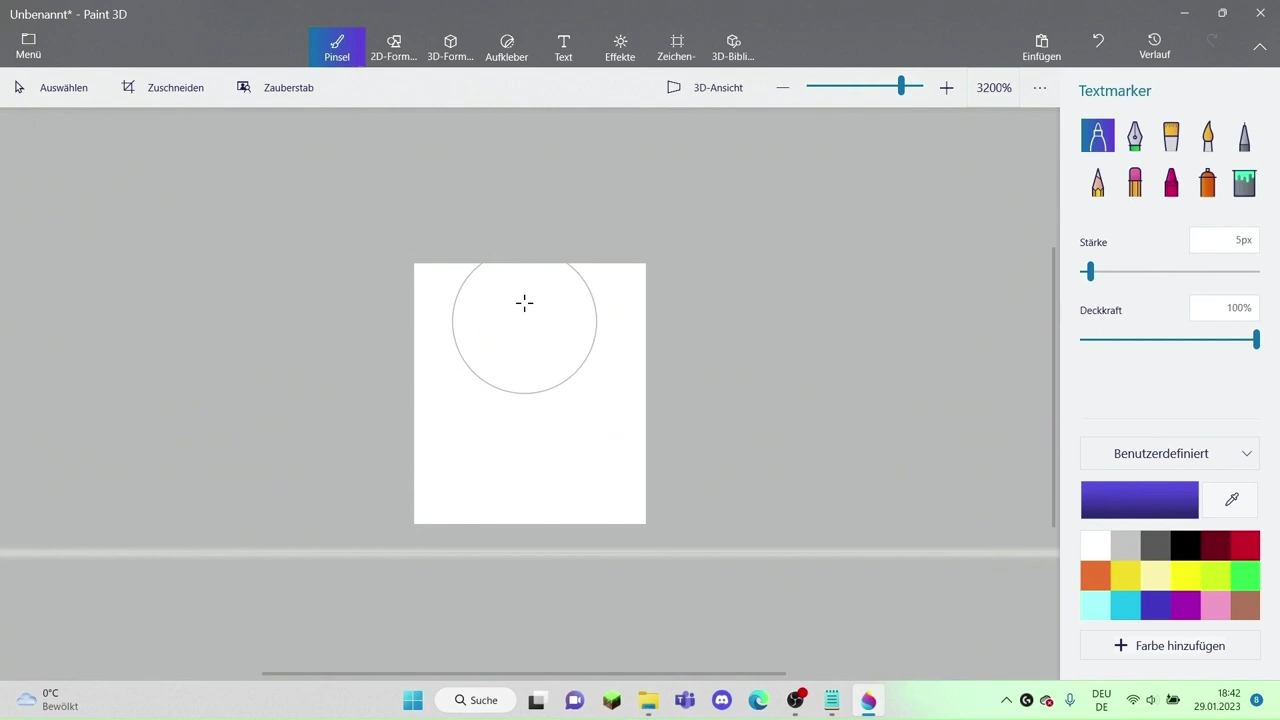 Unbenannt* - Paint 3D
Menü
Pinsel
2D-Form...
3D-Form...
Aufkleber
Text
Effekte
Zeichen-
3D-Bibli...
Einfügen
Verlauf
Auswählen
Zuschneiden
Zauberstab
3D-Ansicht
3200%
Textmarker
Stärke
5px
Deckkraft
100%
Benutzerdefiniert
Farbe hinzufügen
0°C
Bewölkt
Suche
DEU
DE
18:42
29.01.2023
8